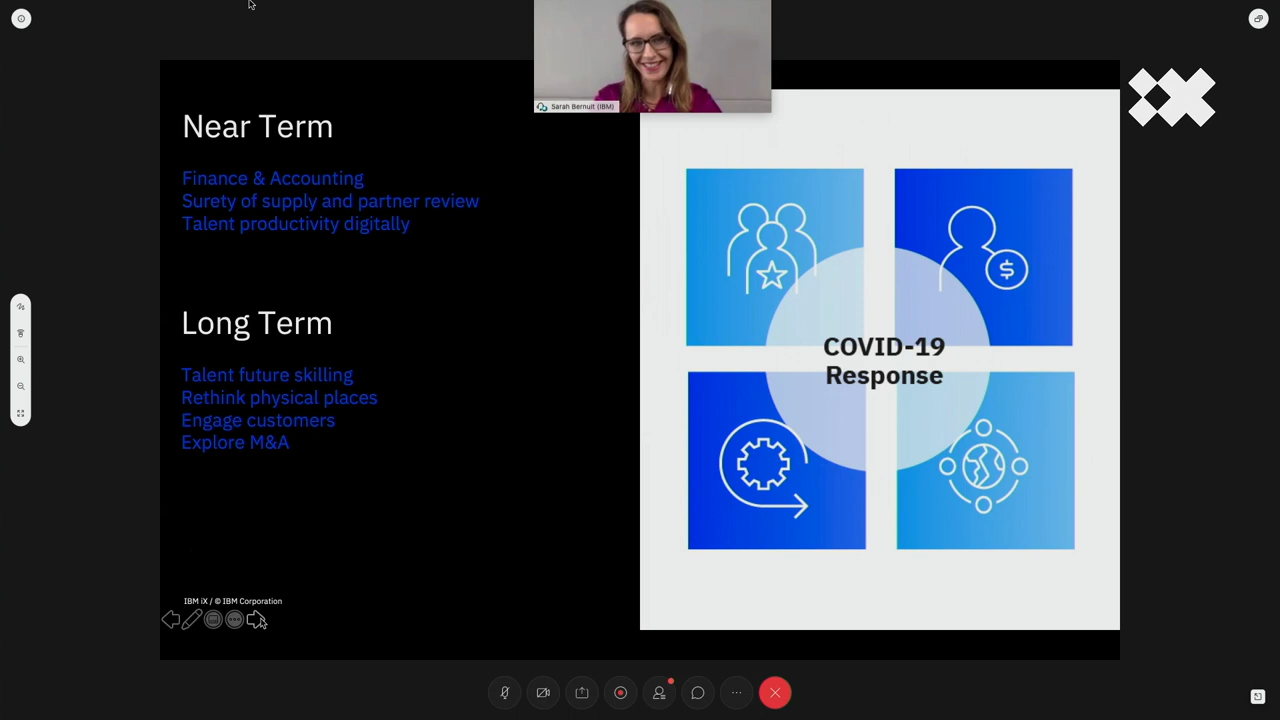 Sarah Bernuit (IBM)
Near Term
Finance & Accounting
Surety of supply and partner review
Talent productivity digitally
Long Term
Talent future skilling
Rethink physical places
Engage customers
Explore M&A
COVID-19
Response
$
IBM iX / © IBM Corporation